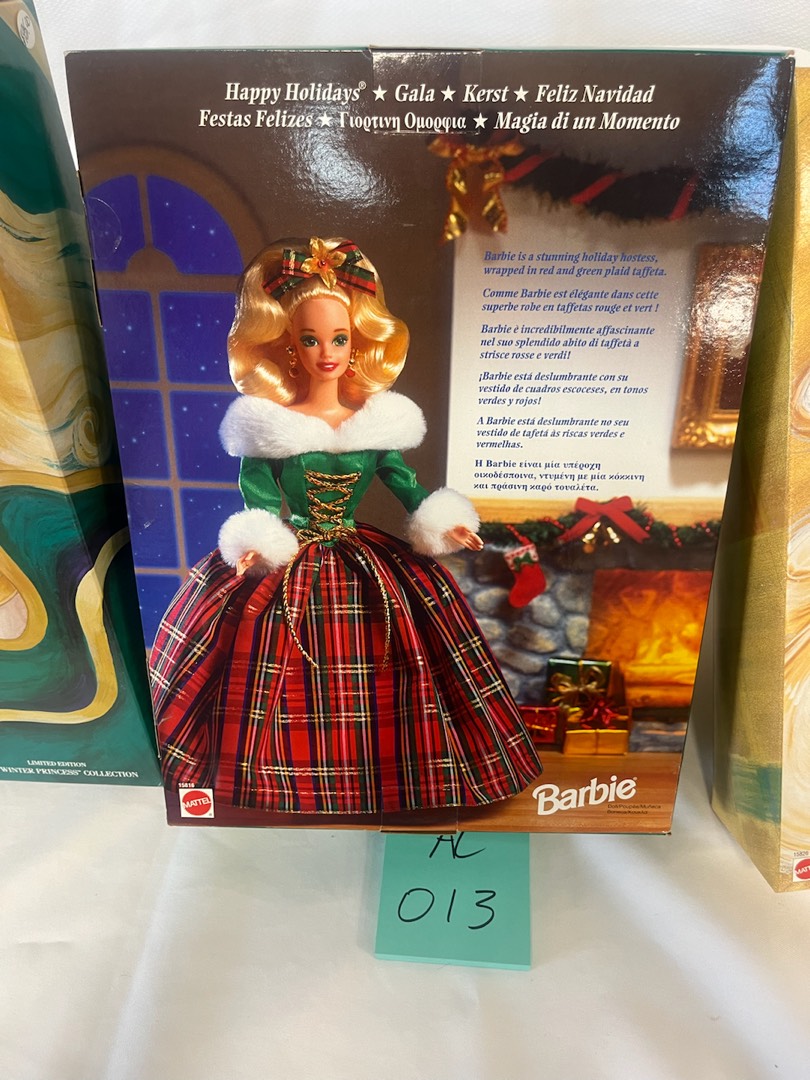 Happy Holidays® ★ Gala ★ Kerst ★ Feliz Navidad
Festas Felizes ★ Γιορτινη Ομορφια ★ Magia di un Momento
Barbie is a stunning holiday hostess,
wrapped in red and green plaid taffeta.
Comme Barbie est élégante dans cette
superbe robe en taffetas rouge et vert !
Barbie è incredibilmente affascinante
nel suo splendido abito di taffetà a
strisce rosse e verdi!
¡Barbie está deslumbrante con su
vestido de cuadros escoceses, en tonos
verdes y rojos!
A Barbie está deslumbrante no seu
vestido de tafetá às riscas verdes e
vermelhas.
Η Barbie είναι μία υπέροχη
οικοδέσποινα, ντυμένη με μία κόκκινη
και πράσινη καρό τουαλέτα.
LIMITED EDITION
WINTER PRINCESS® COLLECTION
15816
MATTEL
Barbie®
15826
AC
013